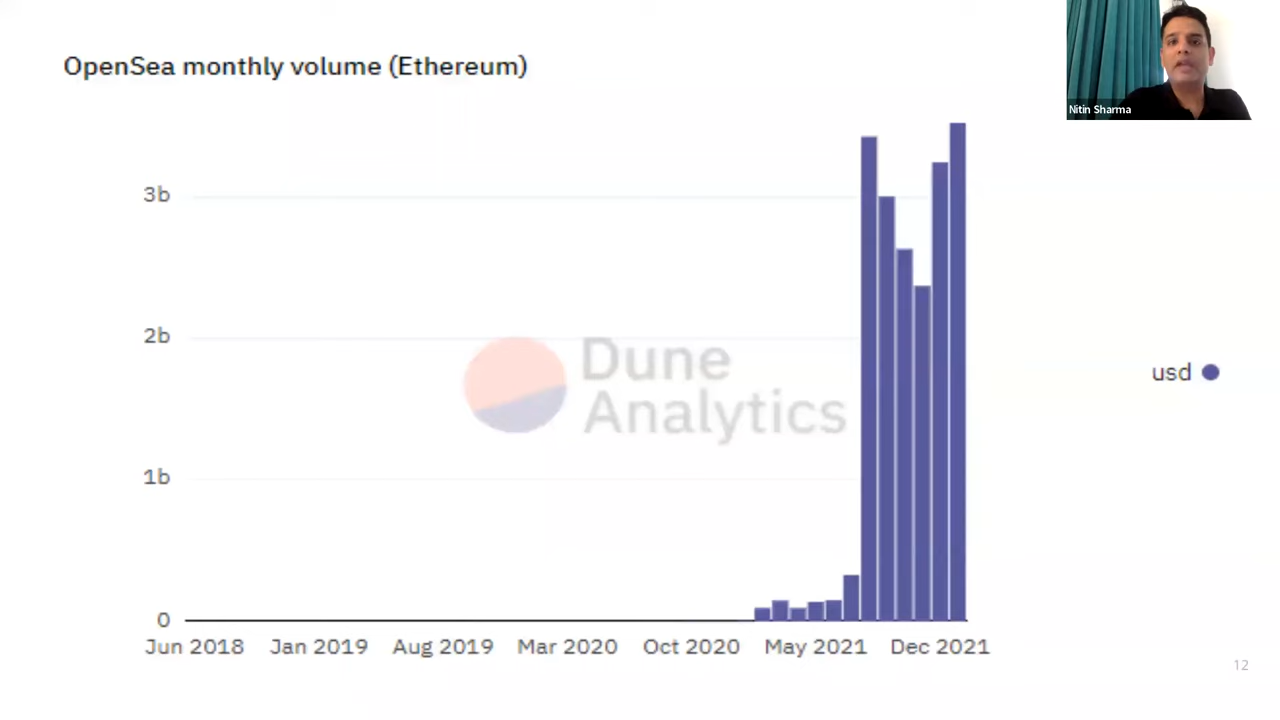 OpenSea monthly volume (Ethereum)
Nitin Sharma
3b
2b
1b
0
Dune
Analytics
usd
Jun 2018 Jan 2019 Aug 2019 Mar 2020 Oct 2020 May 2021 Dec 2021
12